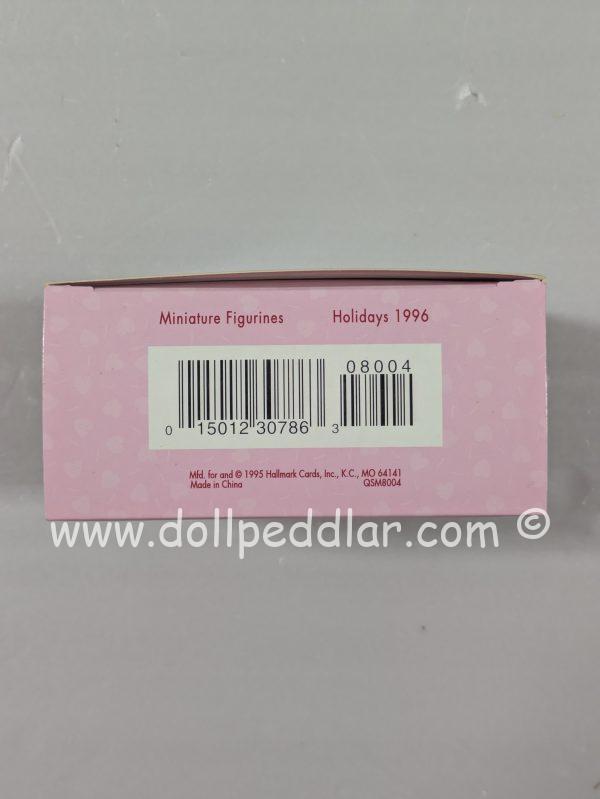 Miniature Figurines Holidays 1996
08004
0 15012 30786 3
Mfd. for and © 1995 Hallmark Cards, Inc., K.C., MO 64141
Made in China QSM8004
www.dollpeddlar.com ©